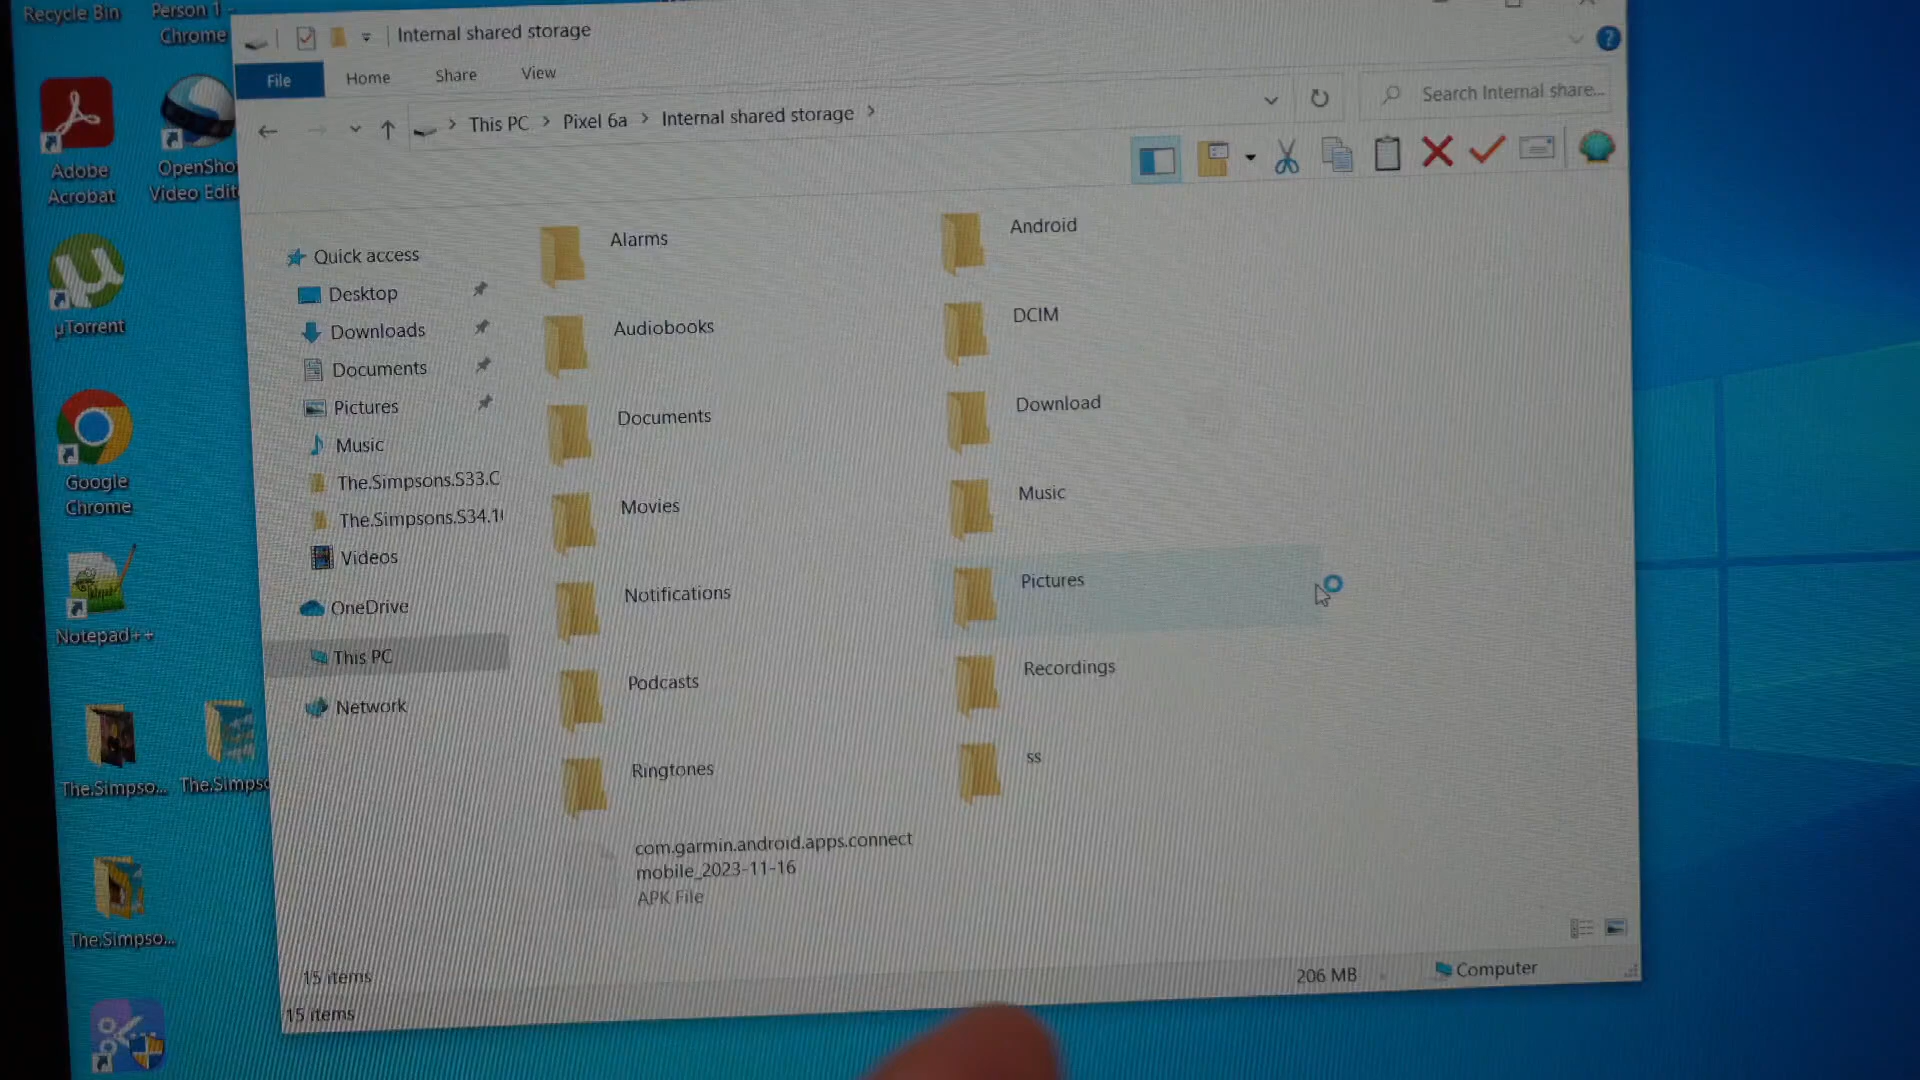 Recycle Bin
Person 1 -
Chrome
Internal shared storage
File
Home
Share
View
This PC
Pixel 6a
Internal shared storage
Search Internal share...
Adobe
Acrobat
OpenSho
Video Edit
µTorrent
Google
Chrome
Notepad++
The.Simpso...
The.Simpso
The.Simpso...
Quick access
Desktop
Downloads
Documents
Pictures
Music
The.Simpsons.S33.C
The.Simpsons.S34.1
Videos
OneDrive
This PC
Network
Alarms
Android
Audiobooks
DCIM
Documents
Download
Movies
Music
Notifications
Pictures
Podcasts
Recordings
Ringtones
ss
com.garmin.android.apps.connect
mobile_2023-11-16
APK File
15 items
206 MB
Computer
15 items